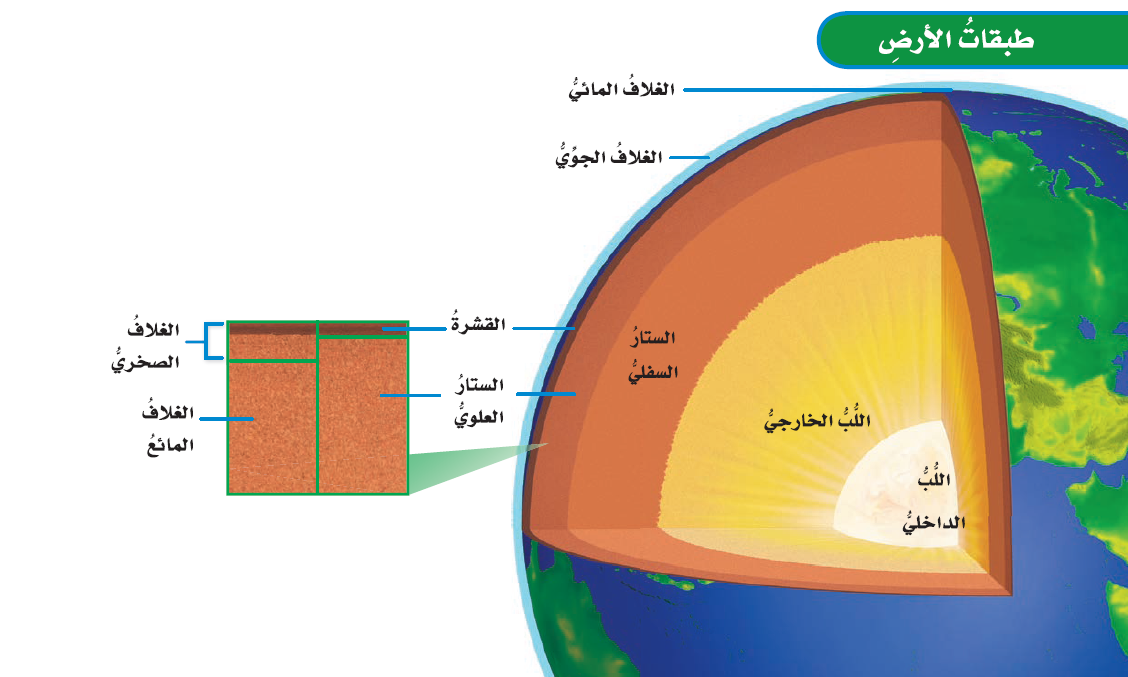 طبقاتُ الأرضِ
الغلافُ المائيُّ
الغلافُ الجوِّيُّ
القشرةُ
الستارُ
العلويُّ
الغلافُ
الصخريُّ
الغلافُ
المائعُ
الستارُ
السفليُّ
اللُّبُّ الخارجيُّ
اللُّبُّ
الداخليُّ